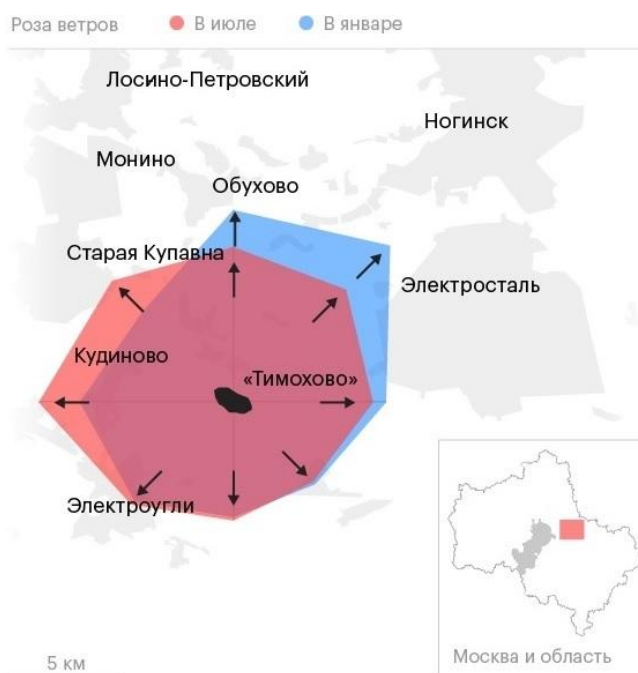 Роза ветров
В июле
В январе
Лосино-Петровский
Ногинск
Монино
Обухово
Старая Купавна
Электросталь
Кудиново
«Тимохово»
Электроугли
5 км
Москва и область